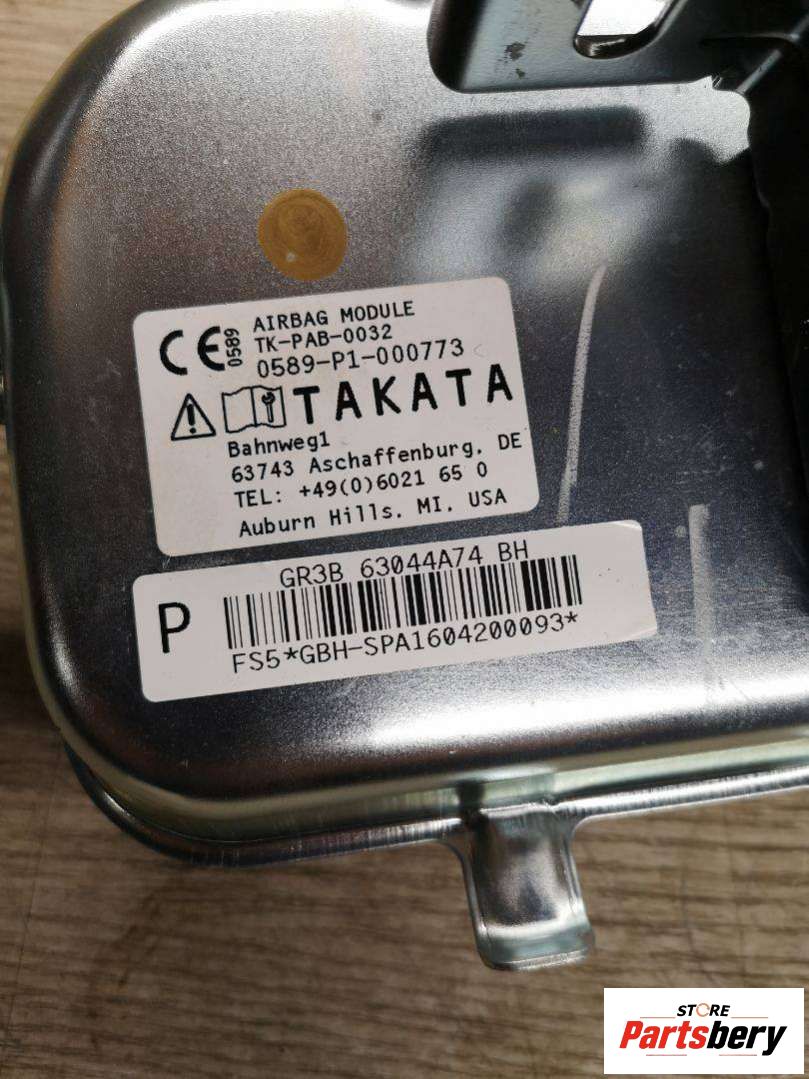 CE 0589
AIRBAG MODULE
TK-PAB-0032
0589-P1-000773
TAKATA
Bahnweg1
63743 Aschaffenburg, DE
TEL: +49(0)6021 65 0
Auburn Hills. MI, USA
P
GR3B 63044A74 BH
FS5*GBH-SPA1604200093*
STORE
Partsbery